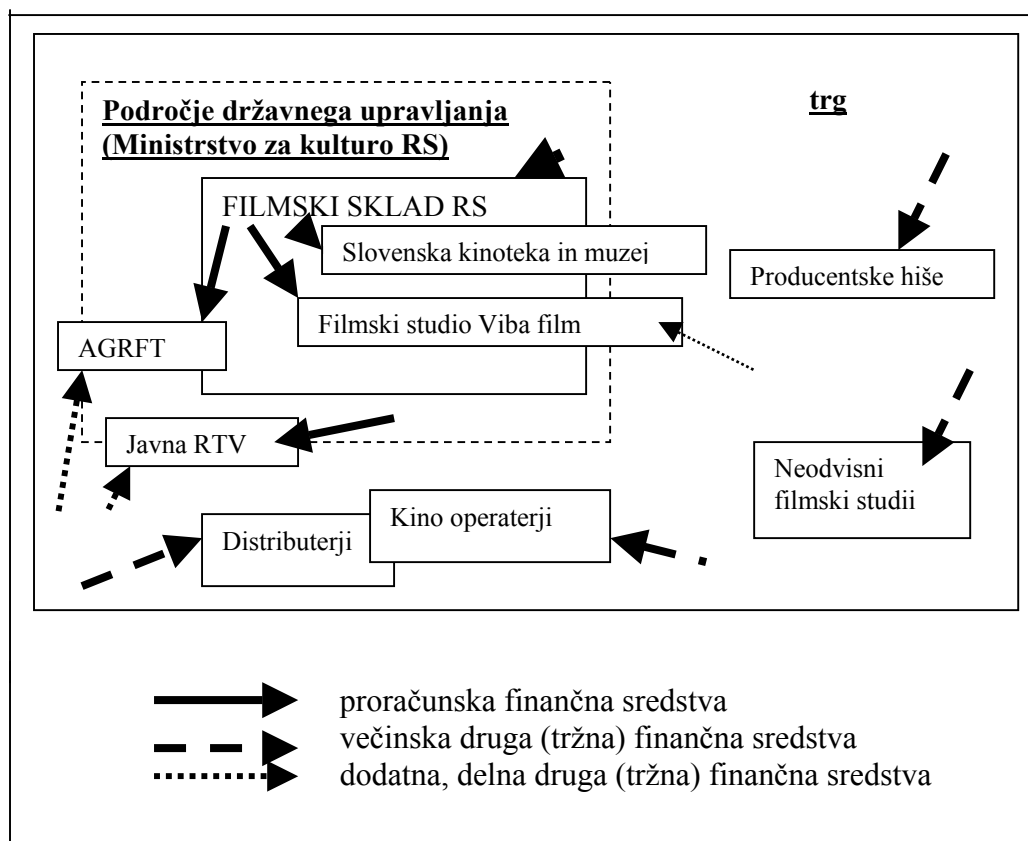 Področje državnega upravljanja
(Ministrstvo za kulturo RS)
trg
FILMSKI SKLAD RS
Slovenska kinoteka in muzej
Producentske hiše
Filmski studio Viba film
AGRFT
Javna RTV
Neodvisni
filmski studii
Kino operaterji
Distributerji
proračunska finančna sredstva
večinska druga (tržna) finančna sredstva
dodatna, delna druga (tržna) finančna sredstva